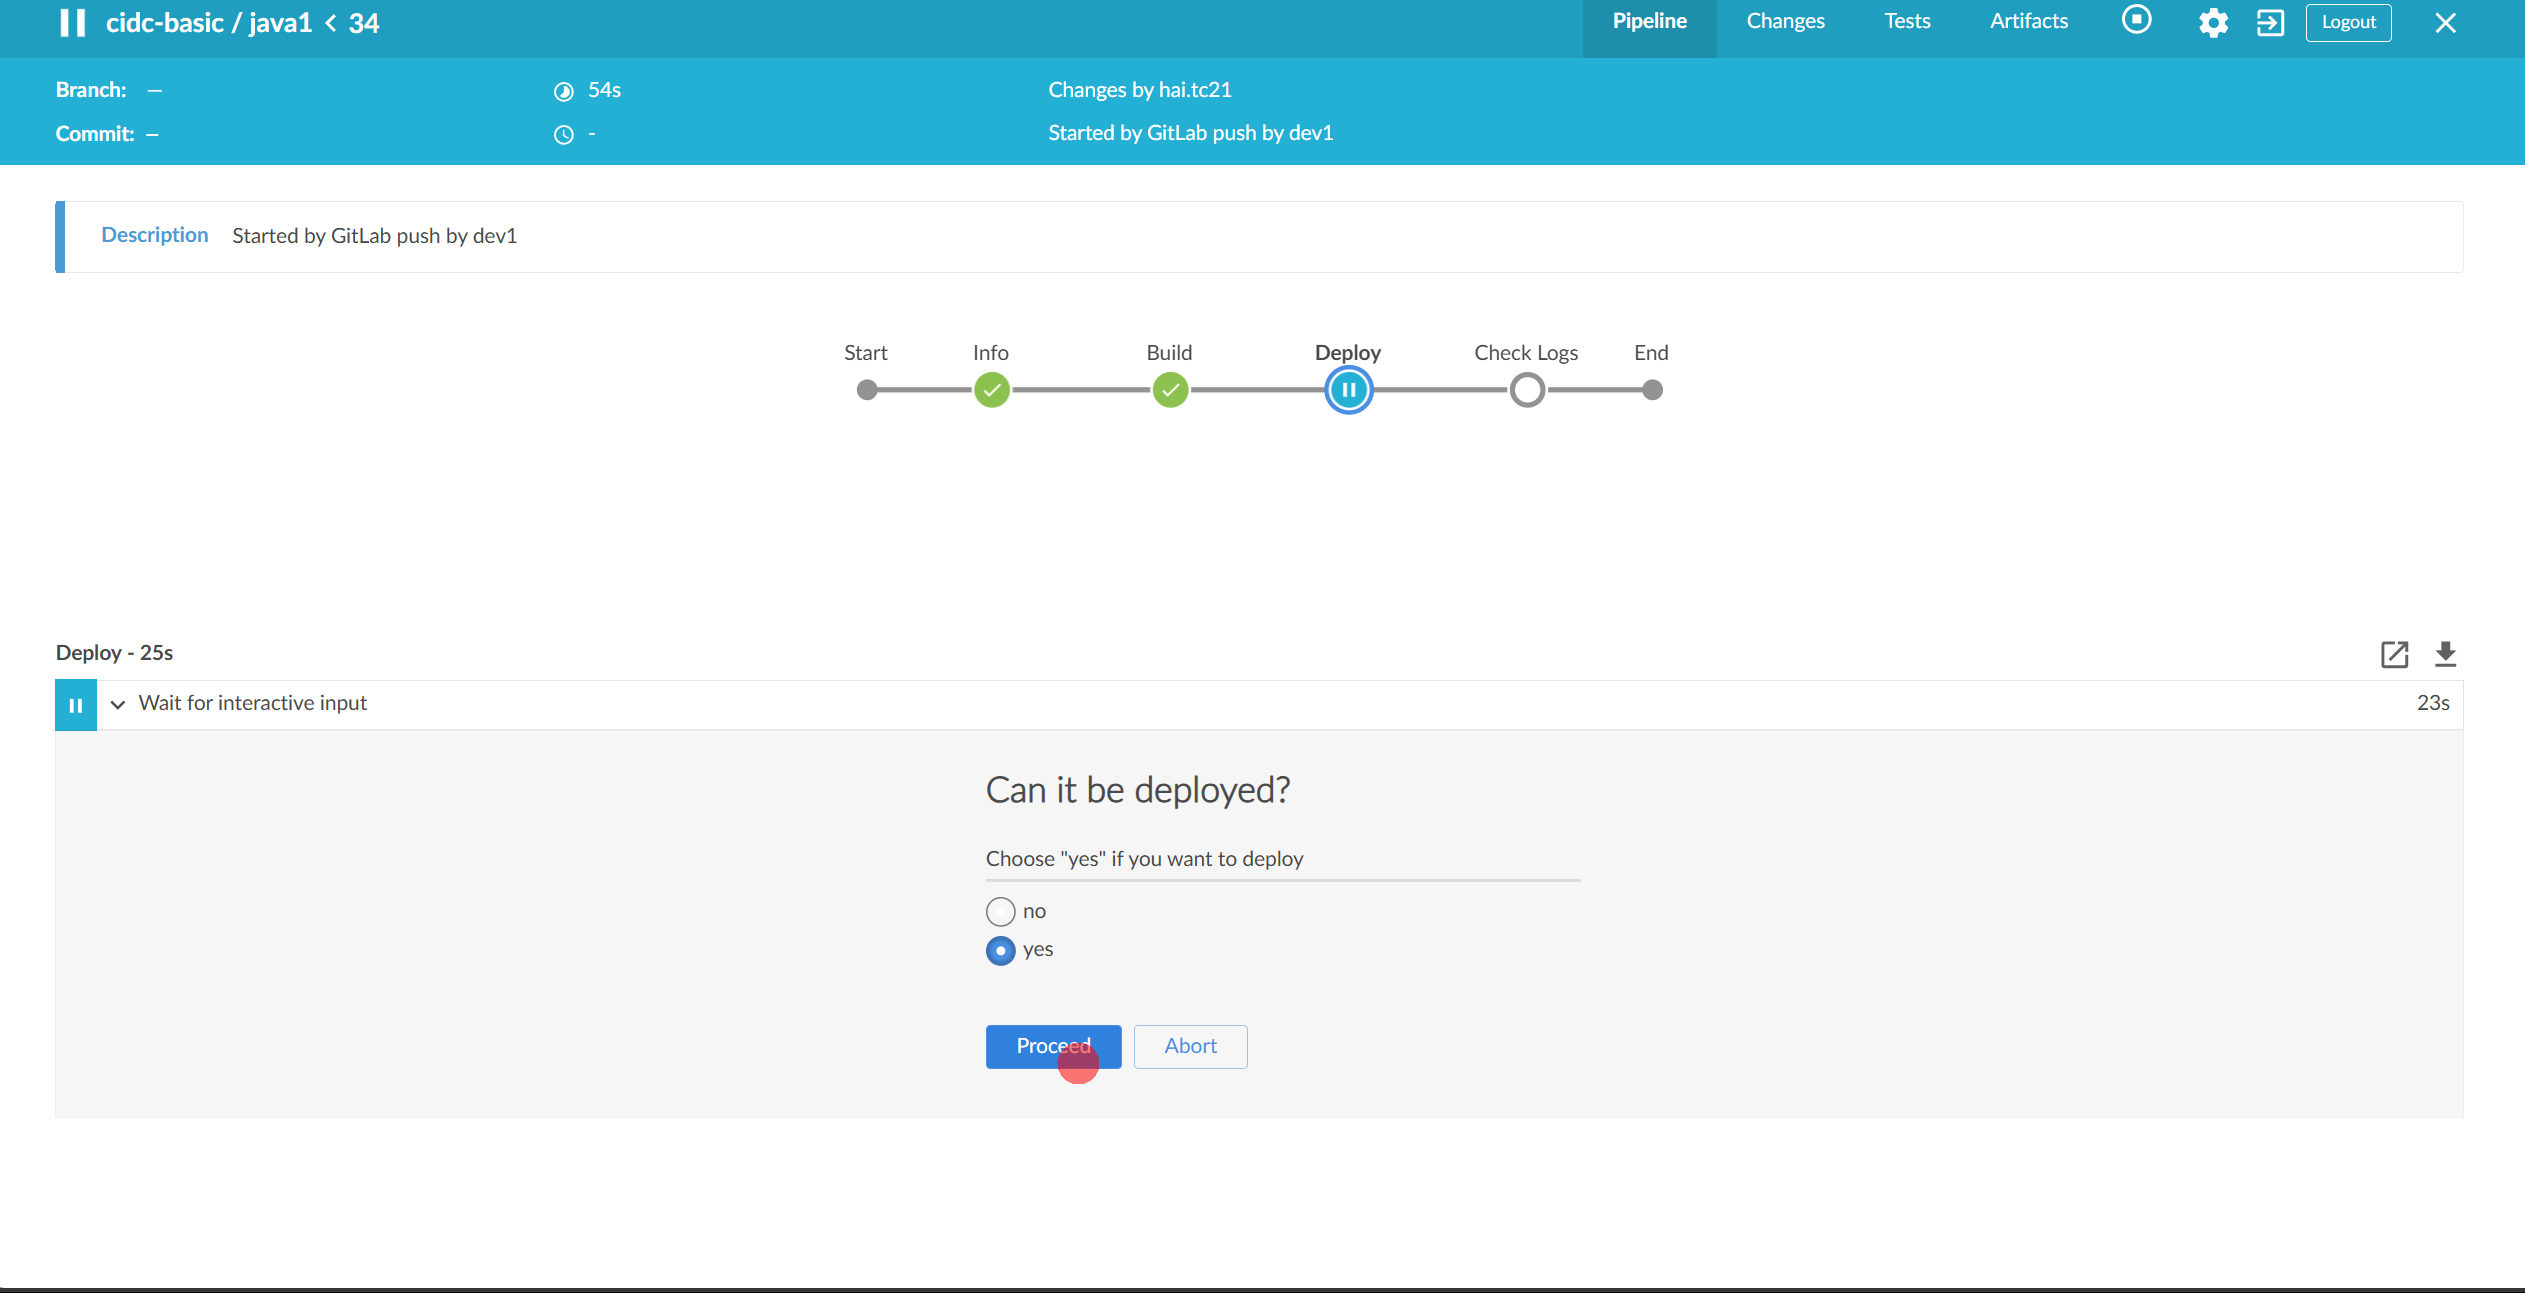 cidc-basic / java1 < 34
Pipeline Changes Tests Artifacts Logout
Branch: — 54s Changes by hai.tc21
Commit: — - Started by GitLab push by dev1
Description Started by GitLab push by dev1
Start Info Build Deploy Check Logs End
Deploy - 25s
Wait for interactive input 23s
Can it be deployed?
Choose "yes" if you want to deploy
no
yes
Proceed Abort